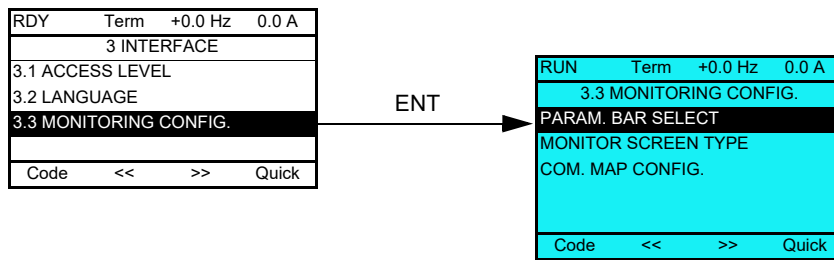 RDY Term +0.0 Hz 0.0 A
3 INTERFACE
3.1 ACCESS LEVEL
3.2 LANGUAGE
3.3 MONITORING CONFIG.
Code << >> Quick
ENT
RUN Term +0.0 Hz 0.0 A
3.3 MONITORING CONFIG.
PARAM. BAR SELECT
MONITOR SCREEN TYPE
COM. MAP CONFIG.
Code << >> Quick